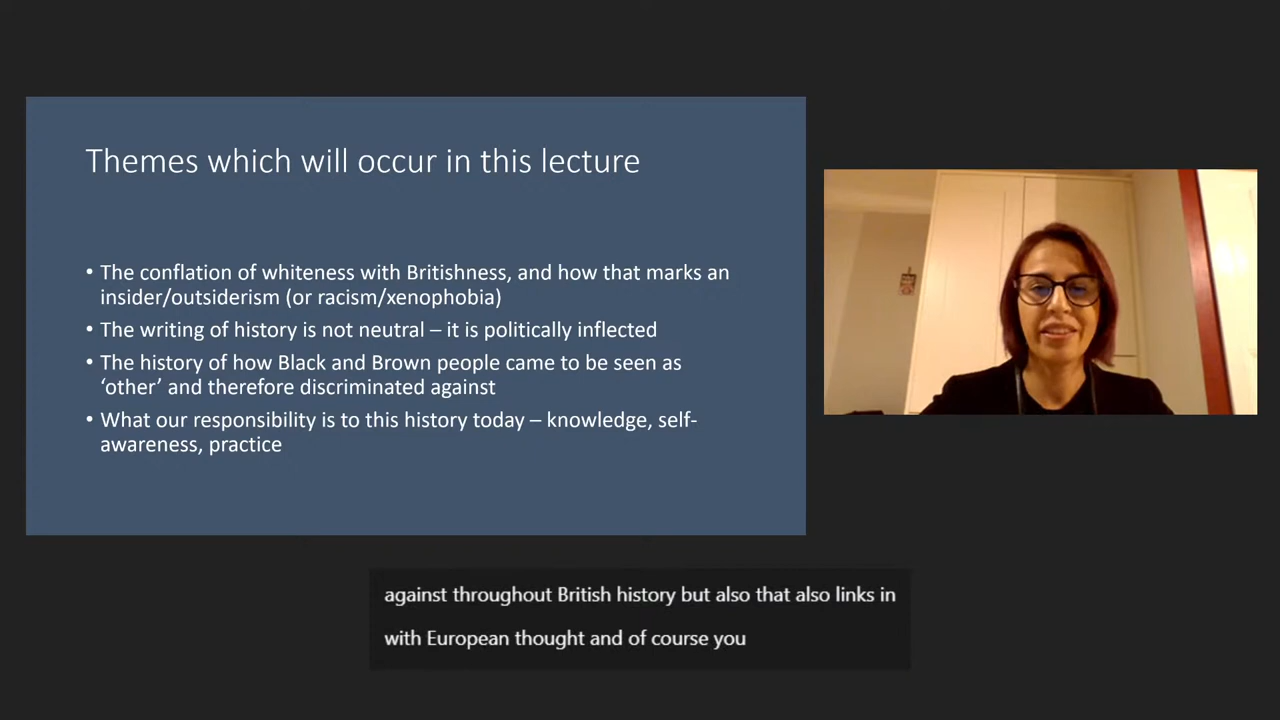 Themes which will occur in this lecture
• The conflation of whiteness with Britishness, and how that marks an
insider/outsiderism (or racism/xenophobia)
• The writing of history is not neutral – it is politically inflected
• The history of how Black and Brown people came to be seen as
‘other’ and therefore discriminated against
• What our responsibility is to this history today – knowledge, self-
awareness, practice
against throughout British history but also that also links in
with European thought and of course you